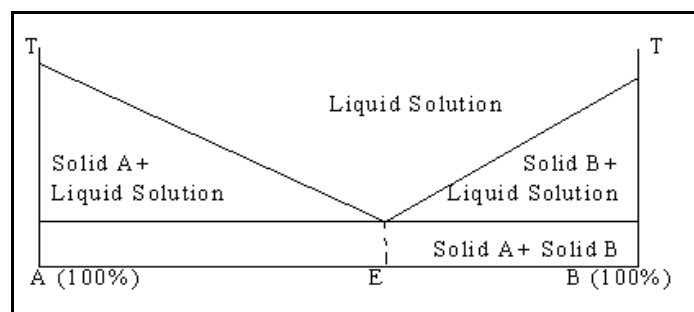 T
T
Liquid Solution
Solid A+
Liquid Solution
Solid B+
Liquid Solution
Solid A+ Solid B
A (100%)
E
B (100%)